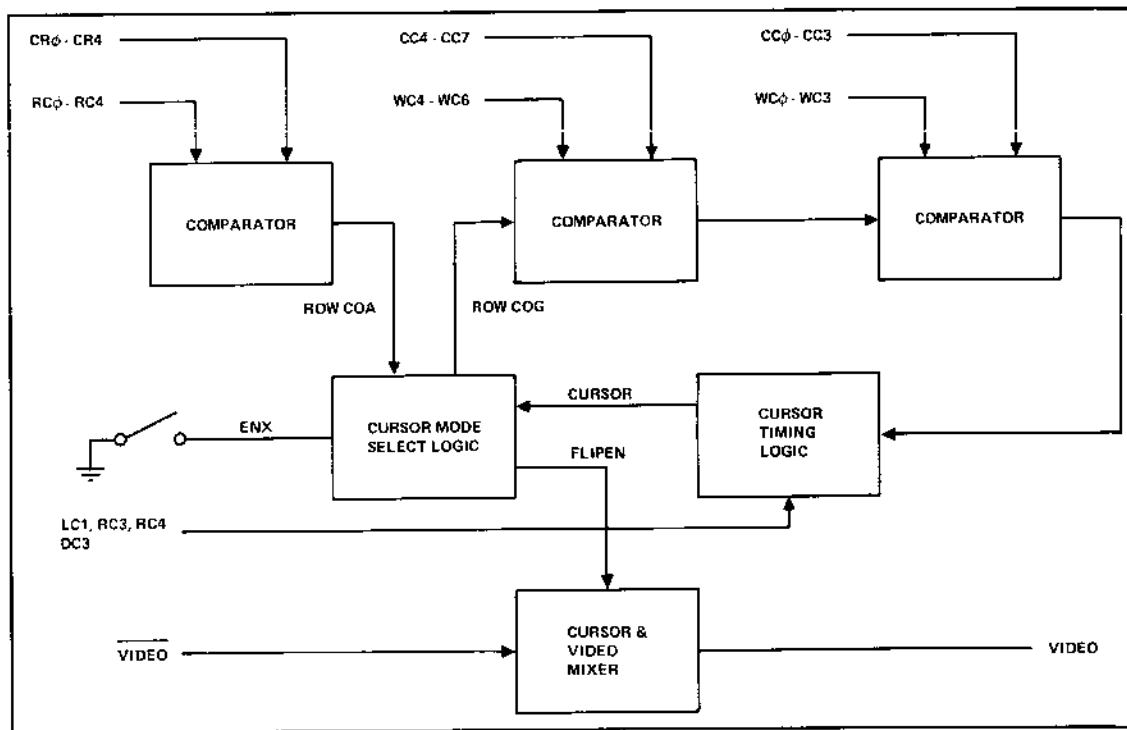 CRϕ - CR4
CC4 - CC7
CCϕ - CC3
RCϕ - RC4
WC4 - WC6
WCϕ - WC3
COMPARATOR
COMPARATOR
COMPARATOR
ROW COA
ROW COG
ENX
CURSOR MODE
SELECT LOGIC
CURSOR
FLIPEN
CURSOR
TIMING
LOGIC
LC1, RC3, RC4
DC3
VIDEO
CURSOR &
VIDEO
MIXER
VIDEO